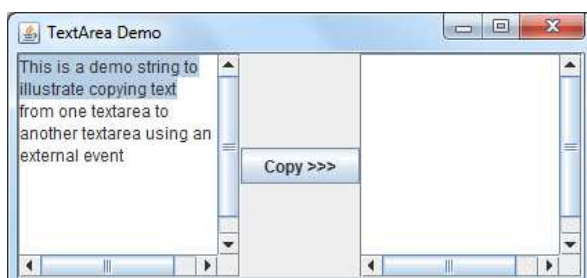 TextArea Demo
This is a demo string to
illustrate copying text
from one textarea to
another textarea using an
external event
Copy >>>